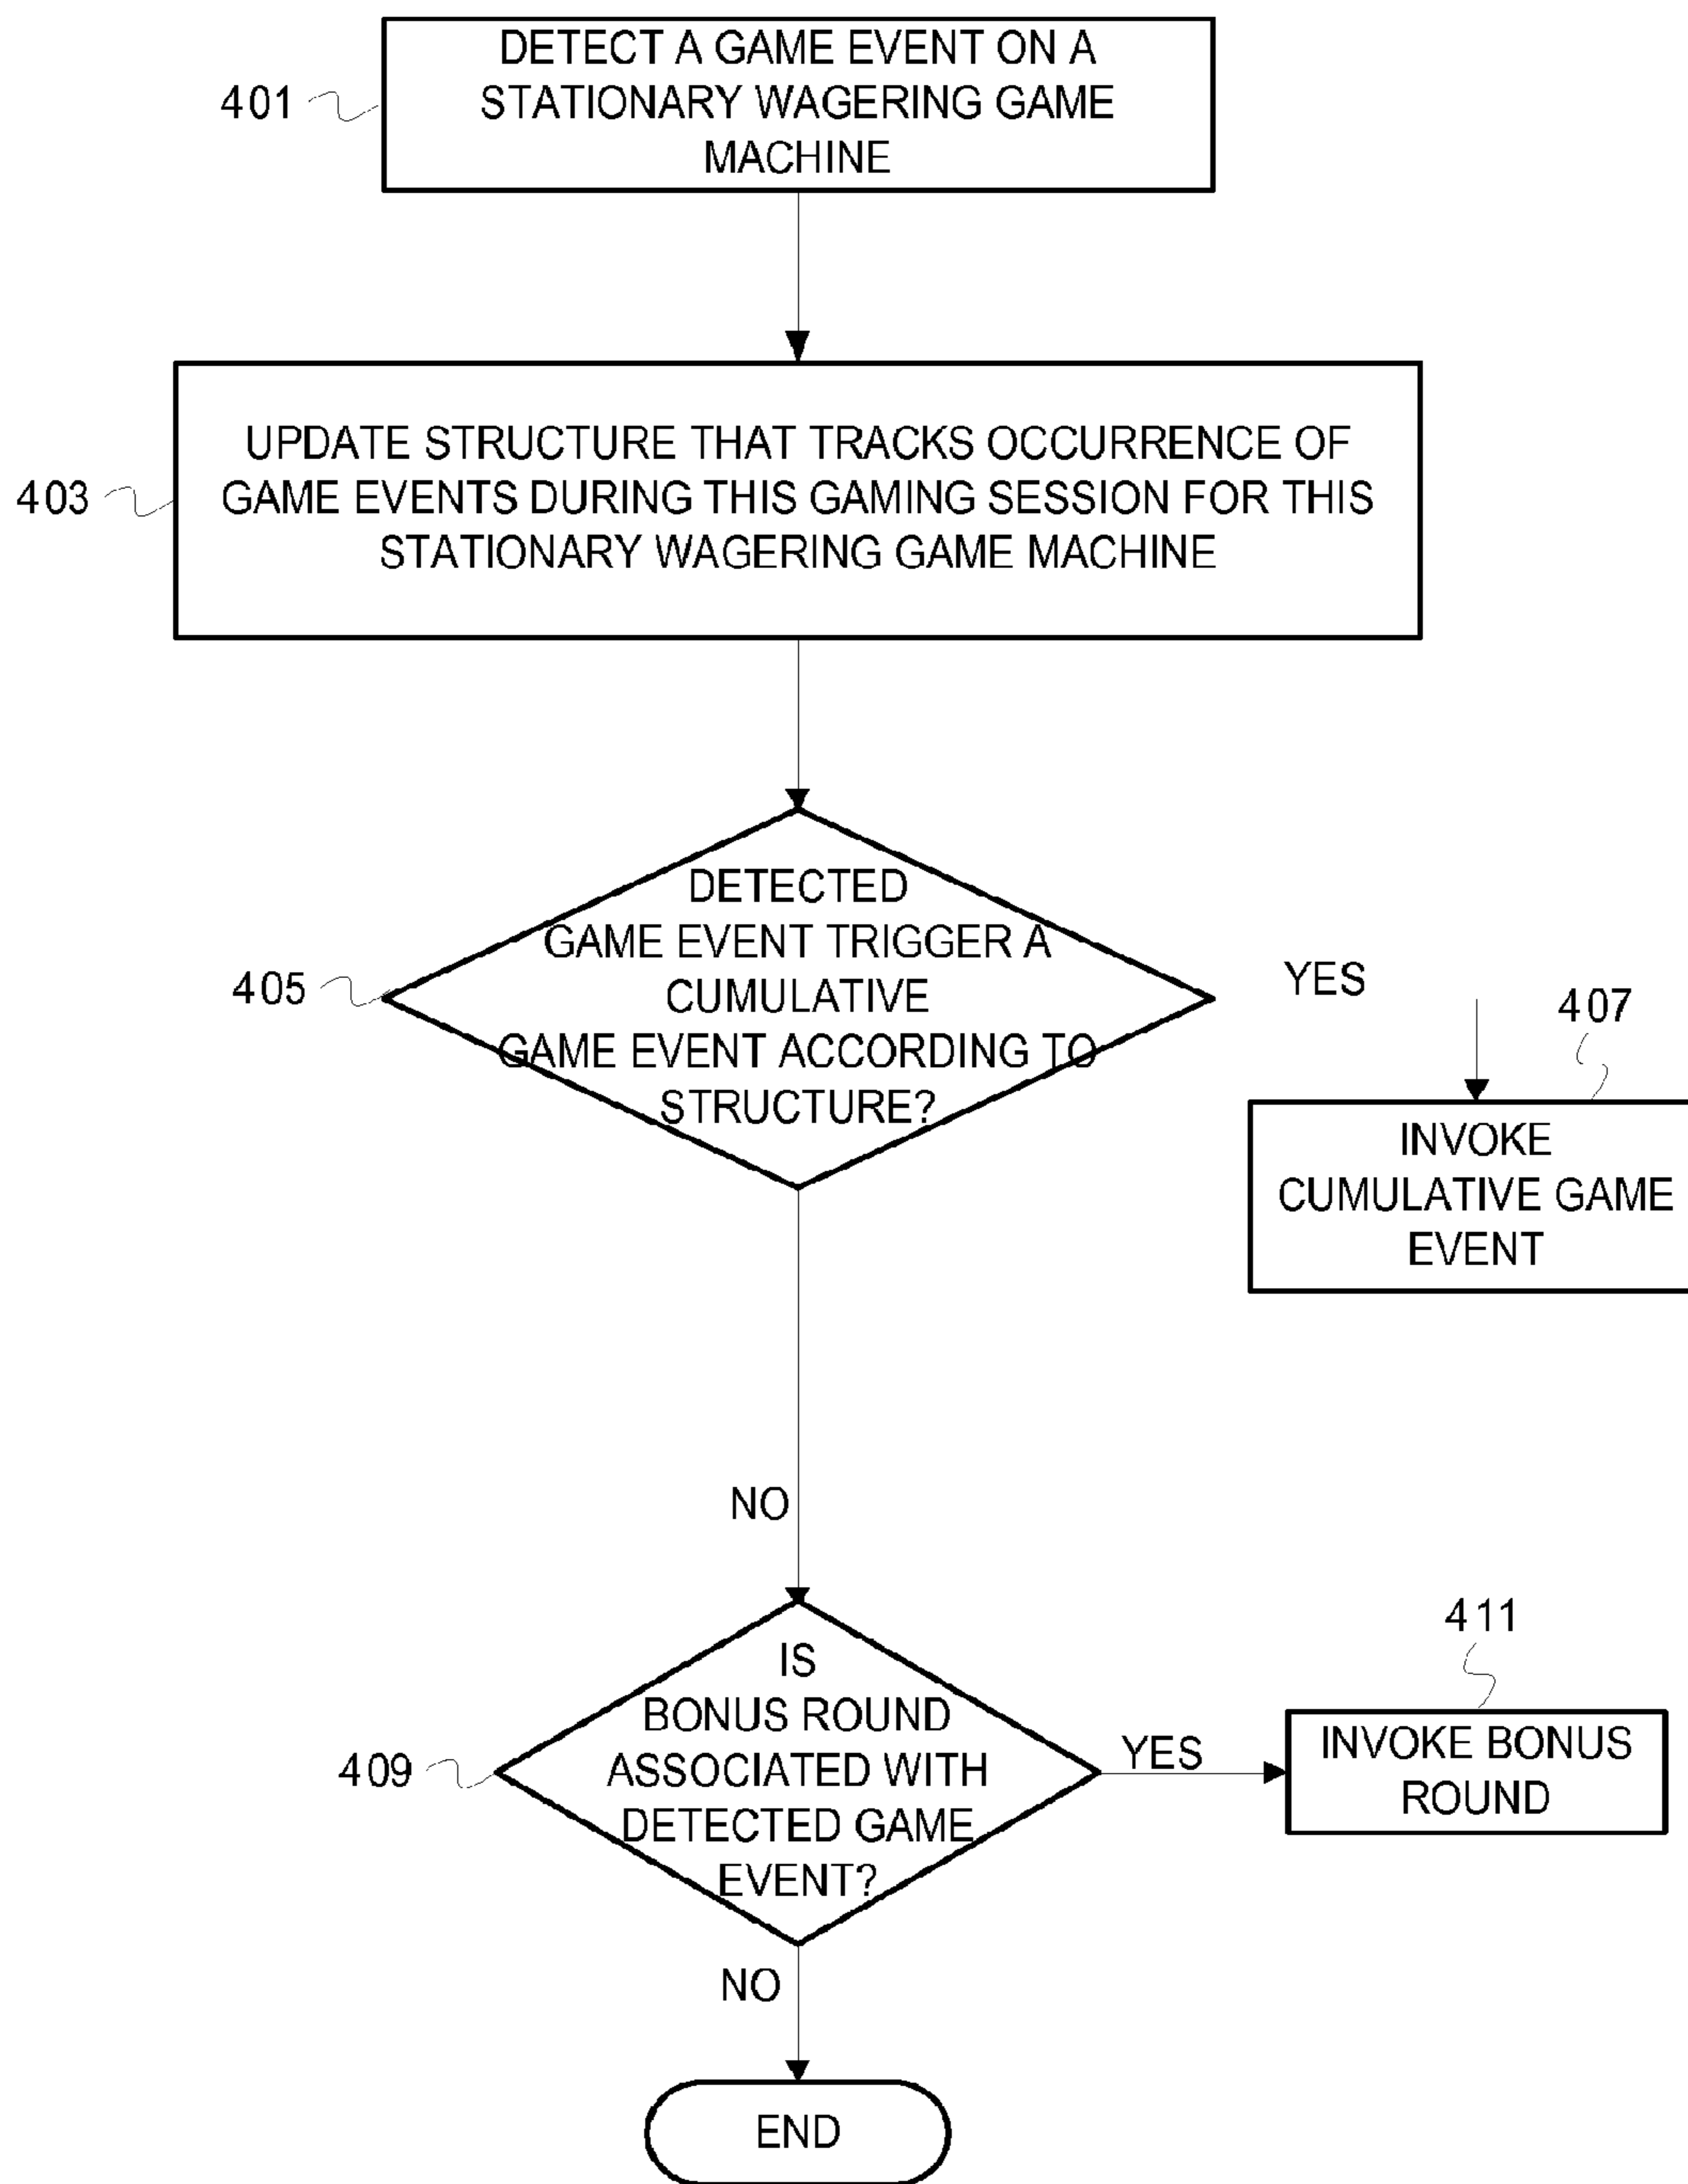 DETECT A GAME EVENT ON A
STATIONARY WAGERING GAME
MACHINE
401
UPDATE STRUCTURE THAT TRACKS OCCURRENCE OF
GAME EVENTS DURING THIS GAMING SESSION FOR THIS
STATIONARY WAGERING GAME MACHINE
403
DETECTED
GAME EVENT TRIGGER A
CUMULATIVE
GAME EVENT ACCORDING TO
STRUCTURE?
405
YES
407
INVOKE
CUMULATIVE GAME
EVENT
NO
IS
BONUS ROUND
ASSOCIATED WITH
DETECTED GAME
EVENT?
409
YES
411
INVOKE BONUS
ROUND
NO
END